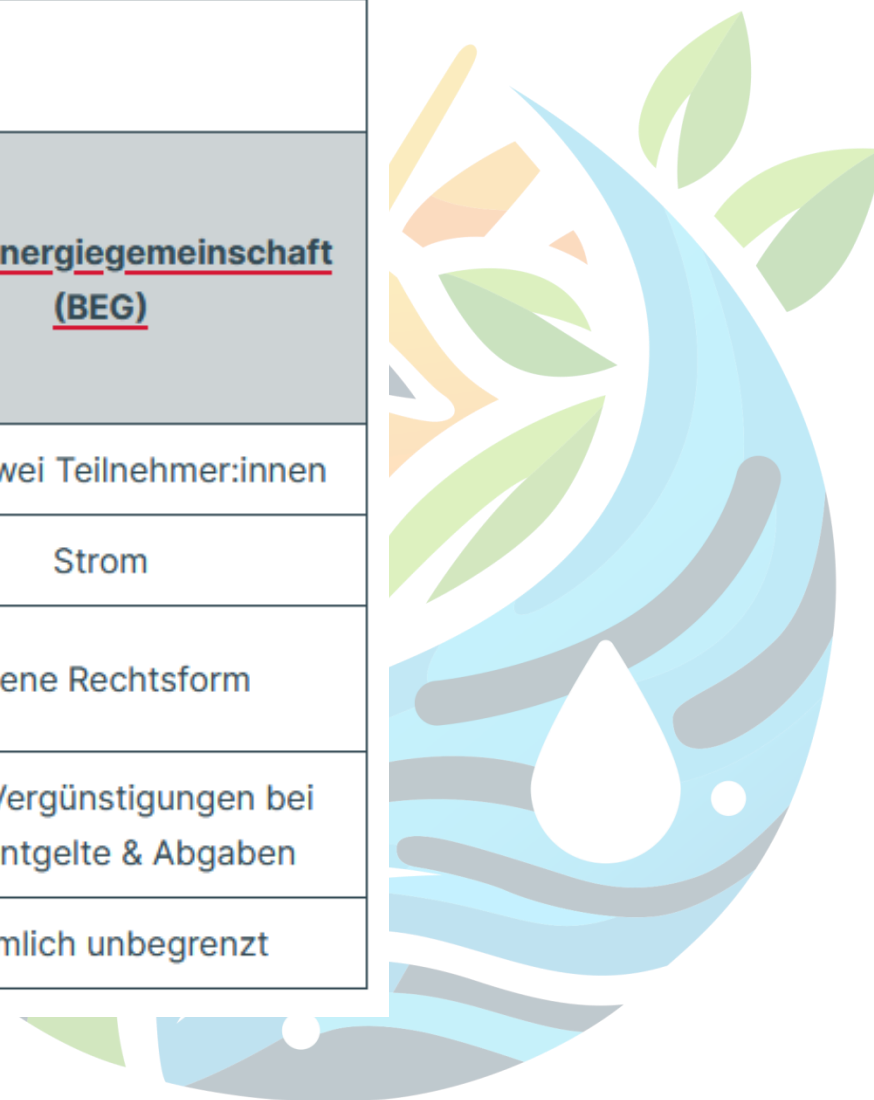 nergiegemeinschaft
(BEG)
wei Teilnehmer:innen
Strom
ene Rechtsform
Vergünstigungen bei
ntgelte & Abgaben
mlich unbegrenzt